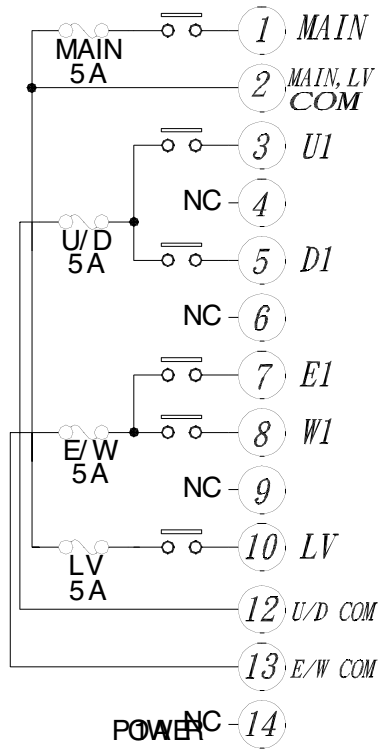 1 MAIN
MAIN
5A
2 MAIN, LV
COM
3 U1
NC 4
U/D
5A
5 D1
NC 6
7 E1
E/W
5A
8 W1
NC 9
10 LV
LV
5A
12 U/D COM
13 E/W COM
NC 14